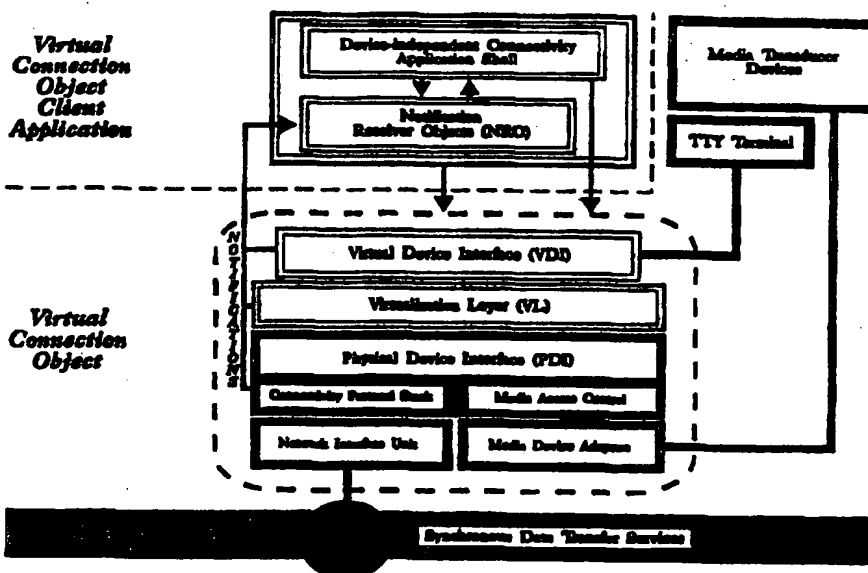 Virtual
Connection
Object
Client
Application
Device-Independent Connectivity
Application Shell
Notification
Receiver Objects (NRO)
Media Transducer
Devices
TTY Terminal
NOTIFICATIONS
Virtual Device Interface (VDI)
Virtualization Layer (VL)
Virtual
Connection
Object
Physical Device Interface (PDI)
Connectivity Protocol Stack
Media Access Control
Network Interface Unit
Media Device Adapters
Synchronous Data Transfer Services